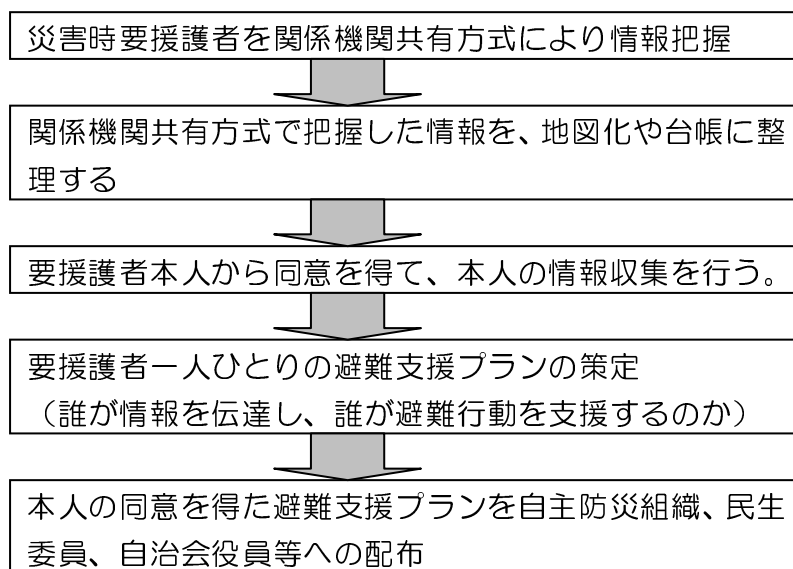 災害時要援護者を関係機関共有方式により情報把握
関係機関共有方式で把握した情報を、地図化や台帳に整
理する
要援護者本人から同意を得て、本人の情報収集を行う。
要援護者一人ひとりの避難支援プランの策定
（誰が情報を伝達し、誰が避難行動を支援するのか）
本人の同意を得た避難支援プランを自主防災組織、民生
委員、自治会役員等への配布